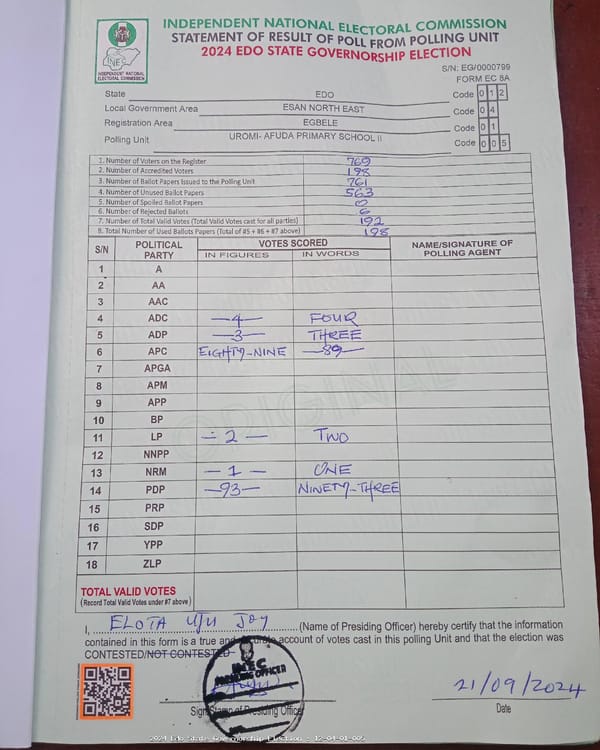 INDEPENDENT NATIONAL ELECTORAL COMMISSION
STATEMENT OF RESULT OF POLL FROM POLLING UNIT
2024 EDO STATE GOVERNORSHIP ELECTION
INEC
INDEPENDENT NATIONAL
ELECTORAL COMMISSION
S/N: EG/0000799
FORM EC 8A
State EDO Code 0 1 2
Local Government Area ESAN NORTH EAST Code 0 4
Registration Area EGBELE Code 0 1
Polling Unit UROMI- AFUDA PRIMARY SCHOOL II Code 0 0 5
1. Number of Voters on the Register 769
2. Number of Accredited Voters 198
3. Number of Ballot Papers Issued to the Polling Unit 761
4. Number of Unused Ballot Papers 563
5. Number of Spoiled Ballot Papers 0
6. Number of Rejected Ballots 6
7. Number of Total Valid Votes (Total Valid Votes cast for all parties) 192
8. Total Number of Used Ballots Papers (Total of #5 + #6 + #7 above) 198
S/N POLITICAL PARTY VOTES SCORED NAME/SIGNATURE OF POLLING AGENT
IN FIGURES IN WORDS
1 A
2 AA
3 AAC
4 ADC —4— FOUR
5 ADP —3— THREE
6 APC EIGHTY-NINE —89—
7 APGA
8 APM
9 APP
10 BP
11 LP —2— TWO
12 NNPP
13 NRM —1— ONE
14 PDP —93— NINETY-THREE
15 PRP
16 SDP
17 YPP
18 ZLP
ORIGINAL
TOTAL VALID VOTES
(Record Total Valid Votes under #7 above)
I, ELOTA UJU JOY (Name of Presiding Officer) hereby certify that the information
contained in this form is a true and accurate account of votes cast in this polling Unit and that the election was
CONTESTED/NOT CONTESTED
INEC
PRESIDING OFFICER
21/09/2024
Sign/Stamp of Presiding Officer Date
2024 Edo State Governorship Election - 12-04-01-005